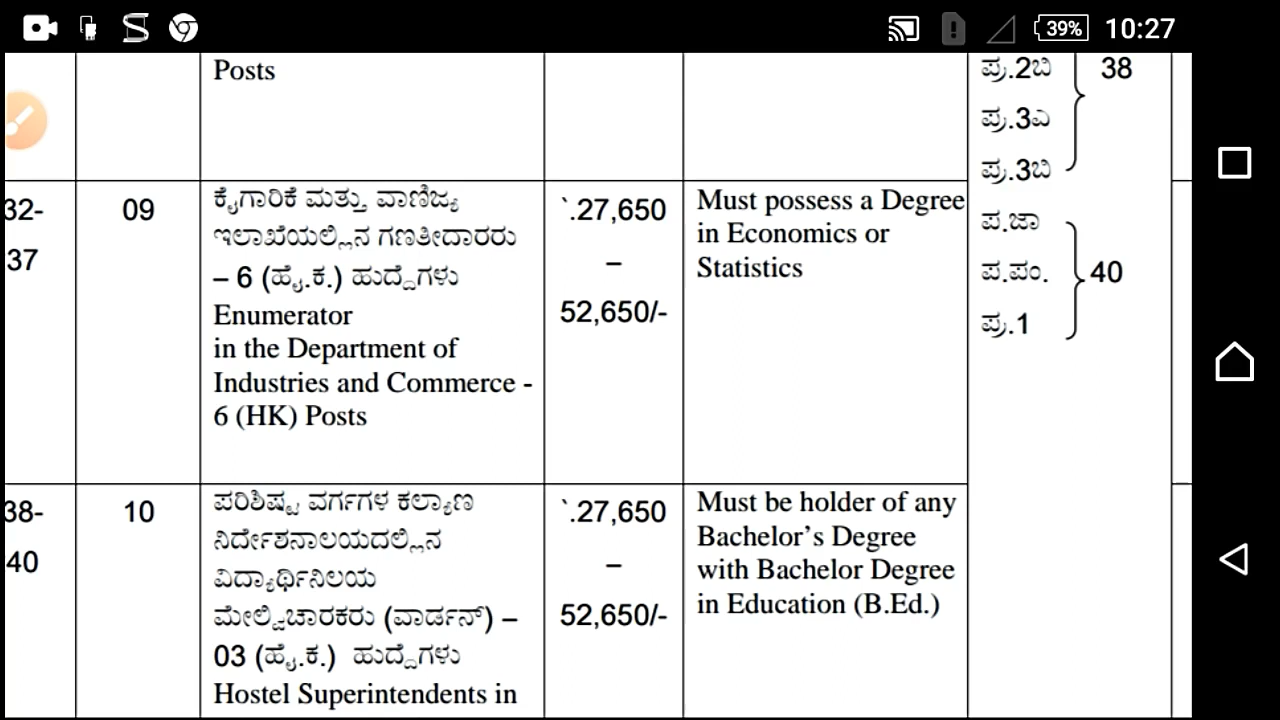 39% 10:27
Posts
ಪ್ರ.2ಬಿ
38
ಪ್ರ.3ಎ
ಪ್ರ.3ಬಿ
32-
37
09
ಕೈಗಾರಿಕೆ ಮತ್ತು ವಾಣಿಜ್ಯ
ಇಲಾಖೆಯಲ್ಲಿನ ಗಣತೀದಾರರು
– 6 (ಹೈ.ಕ.) ಹುದ್ದೆಗಳು
Enumerator
in the Department of
Industries and Commerce -
6 (HK) Posts
`.27,650
–
52,650/-
Must possess a Degree
in Economics or
Statistics
ಪ.ಜಾ
ಪ.ಪಂ.
40
ಪ್ರ.1
38-
40
10
ಪರಿಶಿಷ್ಟ ವರ್ಗಗಳ ಕಲ್ಯಾಣ
ನಿರ್ದೇಶನಾಲಯದಲ್ಲಿನ
ವಿದ್ಯಾರ್ಥಿನಿಲಯ
ಮೇಲ್ವಿಚಾರಕರು (ವಾರ್ಡನ್) –
03 (ಹೈ.ಕ.) ಹುದ್ದೆಗಳು
Hostel Superintendents in
`.27,650
–
52,650/-
Must be holder of any
Bachelor’s Degree
with Bachelor Degree
in Education (B.Ed.)